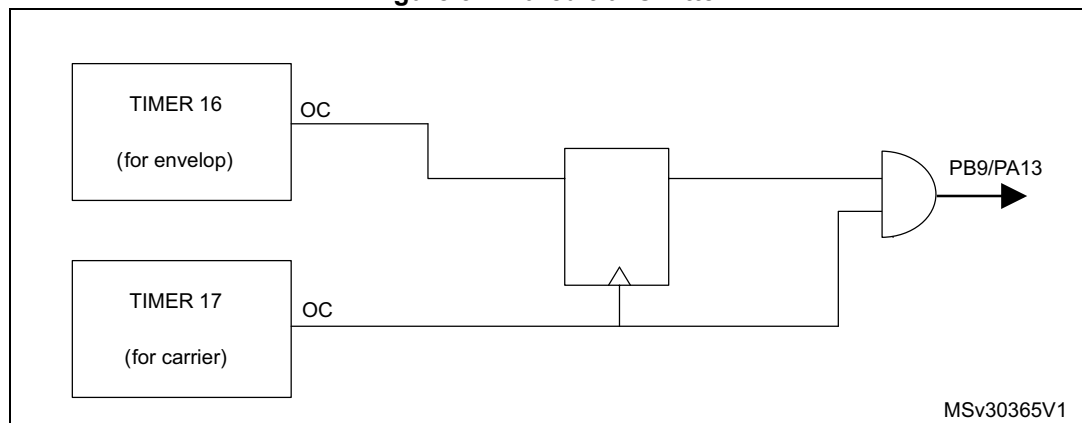 TIMER 16
(for envelop)
OC
PB9/PA13
TIMER 17
(for carrier)
OC
MSv30365V1